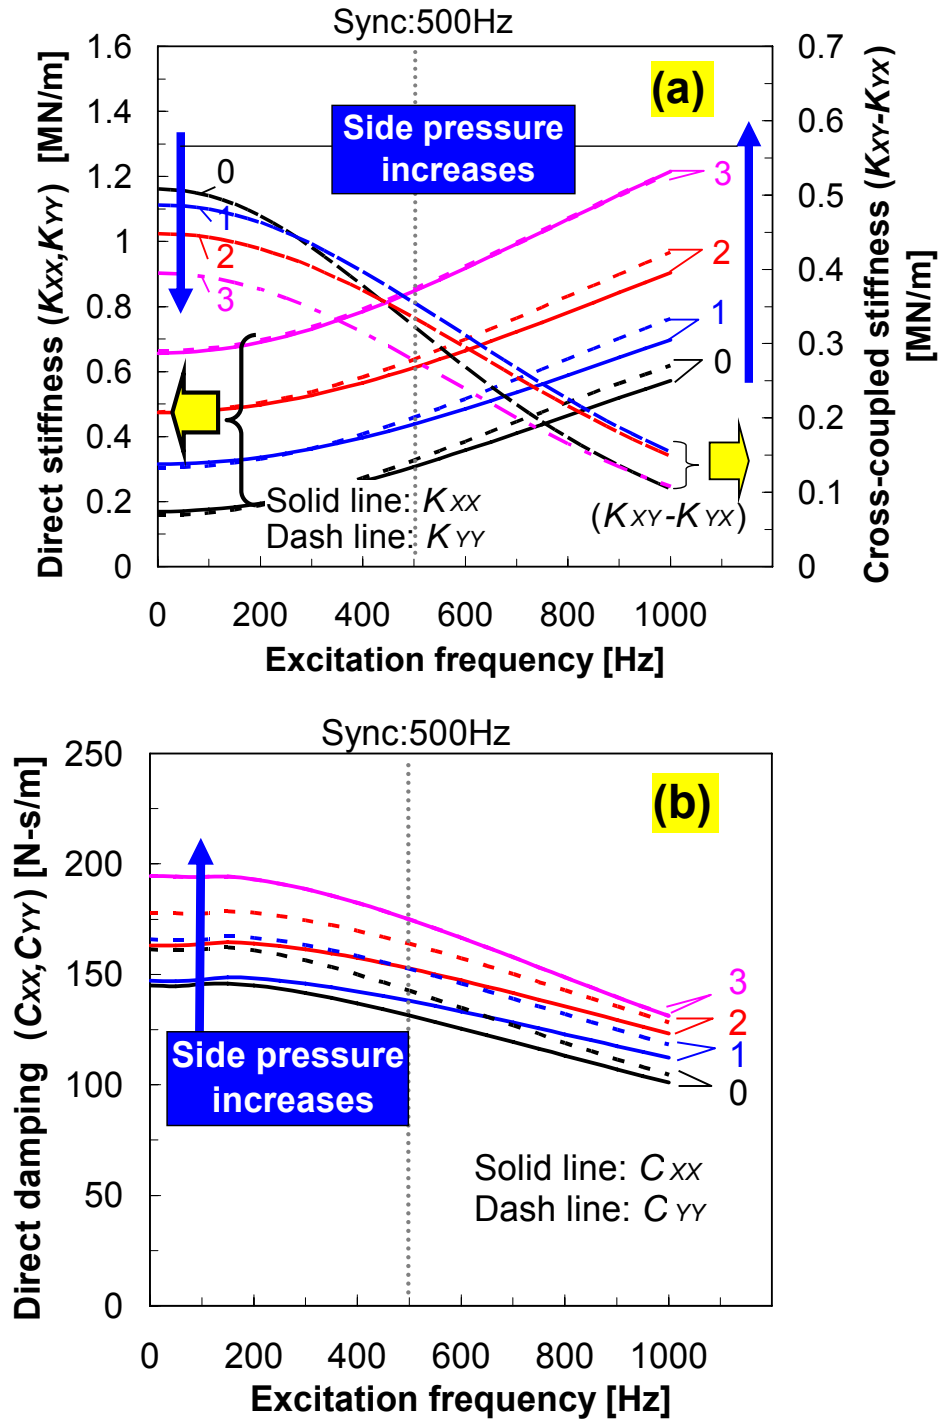 Sync:500Hz
1.6
1.4
1.2
1
0.8
0.6
0.4
0.2
0
0.7
0.6
0.5
0.4
0.3
0.2
0.1
0
Direct stiffness (KXX,KYY) [MN/m]
Cross-coupled stiffness (KXY-KYX)
[MN/m]
(a)
Side pressure
increases
0
1
2
3
3
2
1
0
Solid line: KXX
Dash line: KYY
(KXY-KYX)
0
200
400
600
800
1000
Excitation frequency [Hz]
Sync:500Hz
250
200
150
100
50
0
Direct damping (CXX,CYY) [N-s/m]
(b)
Side pressure
increases
3
2
1
0
Solid line: CXX
Dash line: CYY
0
200
400
600
800
1000
Excitation frequency [Hz]